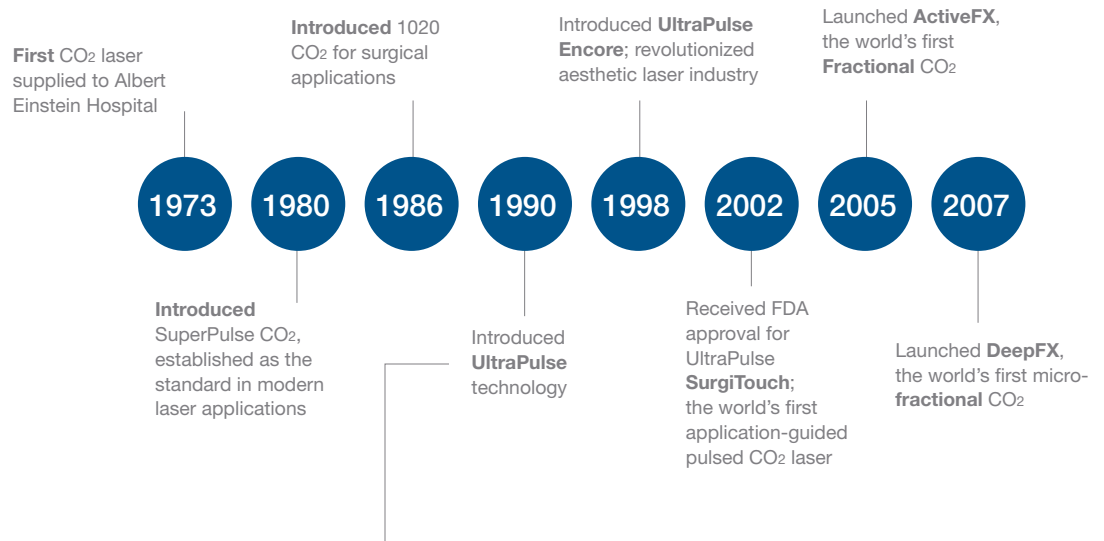 First CO2 laser
supplied to Albert
Einstein Hospital
Introduced 1020
CO2 for surgical
applications
Introduced UltraPulse
Encore; revolutionized
aesthetic laser industry
Launched ActiveFX,
the world’s first
Fractional CO2
1973
1980
1986
1990
1998
2002
2005
2007
Introduced
SuperPulse CO2,
established as the
standard in modern
laser applications
Introduced
UltraPulse
technology
Received FDA
approval for
UltraPulse
SurgiTouch;
the world’s first
application-guided
pulsed CO2 laser
Launched DeepFX,
the world’s first micro-
fractional CO2